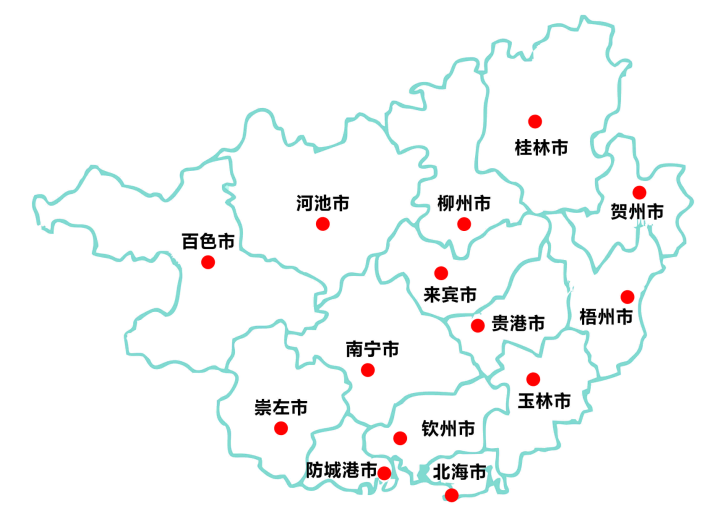 桂林市
河池市
柳州市
贺州市
百色市
来宾市
贵港市
梧州市
南宁市
玉林市
崇左市
钦州市
防城港市
北海市